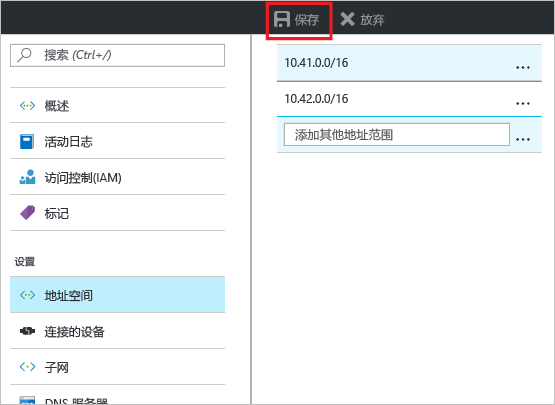 保存 放弃
搜索 (Ctrl+/)
概述
活动日志
访问控制(IAM)
标记
设置
地址空间
连接的设备
子网
DNS 服务器
10.41.0.0/16
10.42.0.0/16
添加其他地址范围